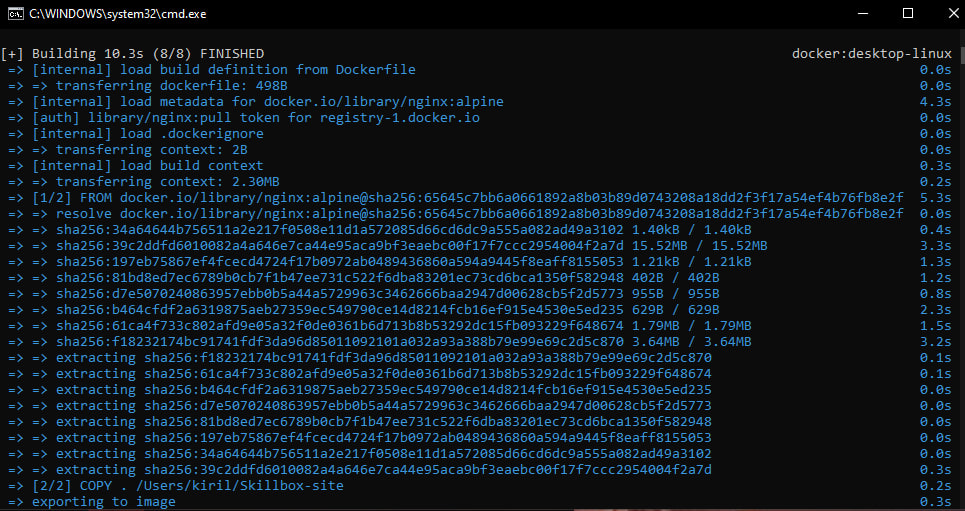 C:\WINDOWS\system32\cmd.exe
[+] Building 10.3s (8/8) FINISHED docker:desktop-linux
=> [internal] load build definition from Dockerfile 0.0s
=> => transferring dockerfile: 498B 0.0s
=> [internal] load metadata for docker.io/library/nginx:alpine 4.3s
=> [auth] library/nginx:pull token for registry-1.docker.io 0.0s
=> [internal] load .dockerignore 0.0s
=> => transferring context: 2B 0.0s
=> [internal] load build context 0.3s
=> => transferring context: 2.30MB 0.2s
=> [1/2] FROM docker.io/library/nginx:alpine@sha256:65645c7bb6a0661892a8b03b89d0743208a18dd2f3f17a54ef4b76fb8e2f 5.3s
=> => resolve docker.io/library/nginx:alpine@sha256:65645c7bb6a0661892a8b03b89d0743208a18dd2f3f17a54ef4b76fb8e2f 0.0s
=> => sha256:34a64644b756511a2e217f0508e11d1a572085d66cd6dc9a555a082ad49a3102 1.40kB / 1.40kB 0.4s
=> => sha256:39c2ddfd6010082a4a646e7ca44e95aca9bf3eaebc00f17f7ccc2954004f2a7d 15.52MB / 15.52MB 3.3s
=> => sha256:197eb75867ef4fcecd4724f17b0972ab0489436860a594a9445f8eaff8155053 1.21kB / 1.21kB 1.3s
=> => sha256:81bd8ed7ec6789b0cb7f1b47ee731c522f6dba83201ec73cd6bca1350f582948 402B / 402B 1.2s
=> => sha256:d7e5070240863957ebb0b5a44a5729963c3462666baa2947d00628cb5f2d5773 955B / 955B 0.8s
=> => sha256:b464cfdf2a6319875aeb27359ec549790ce14d8214fcb16ef915e4530e5ed235 629B / 629B 2.3s
=> => sha256:61ca4f733c802afd9e05a32f0de0361b6d713b8b53292dc15fb093229f648674 1.79MB / 1.79MB 1.5s
=> => sha256:f18232174bc91741fdf3da96d85011092101a032a93a388b79e99e69c2d5c870 3.64MB / 3.64MB 3.2s
=> => extracting sha256:f18232174bc91741fdf3da96d85011092101a032a93a388b79e99e69c2d5c870 0.1s
=> => extracting sha256:61ca4f733c802afd9e05a32f0de0361b6d713b8b53292dc15fb093229f648674 0.1s
=> => extracting sha256:b464cfdf2a6319875aeb27359ec549790ce14d8214fcb16ef915e4530e5ed235 0.0s
=> => extracting sha256:d7e5070240863957ebb0b5a44a5729963c3462666baa2947d00628cb5f2d5773 0.0s
=> => extracting sha256:81bd8ed7ec6789b0cb7f1b47ee731c522f6dba83201ec73cd6bca1350f582948 0.0s
=> => extracting sha256:197eb75867ef4fcecd4724f17b0972ab0489436860a594a9445f8eaff8155053 0.0s
=> => extracting sha256:34a64644b756511a2e217f0508e11d1a572085d66cd6dc9a555a082ad49a3102 0.0s
=> => extracting sha256:39c2ddfd6010082a4a646e7ca44e95aca9bf3eaebc00f17f7ccc2954004f2a7d 0.3s
=> [2/2] COPY . /Users/kiril/Skillbox-site 0.2s
=> exporting to image 0.3s